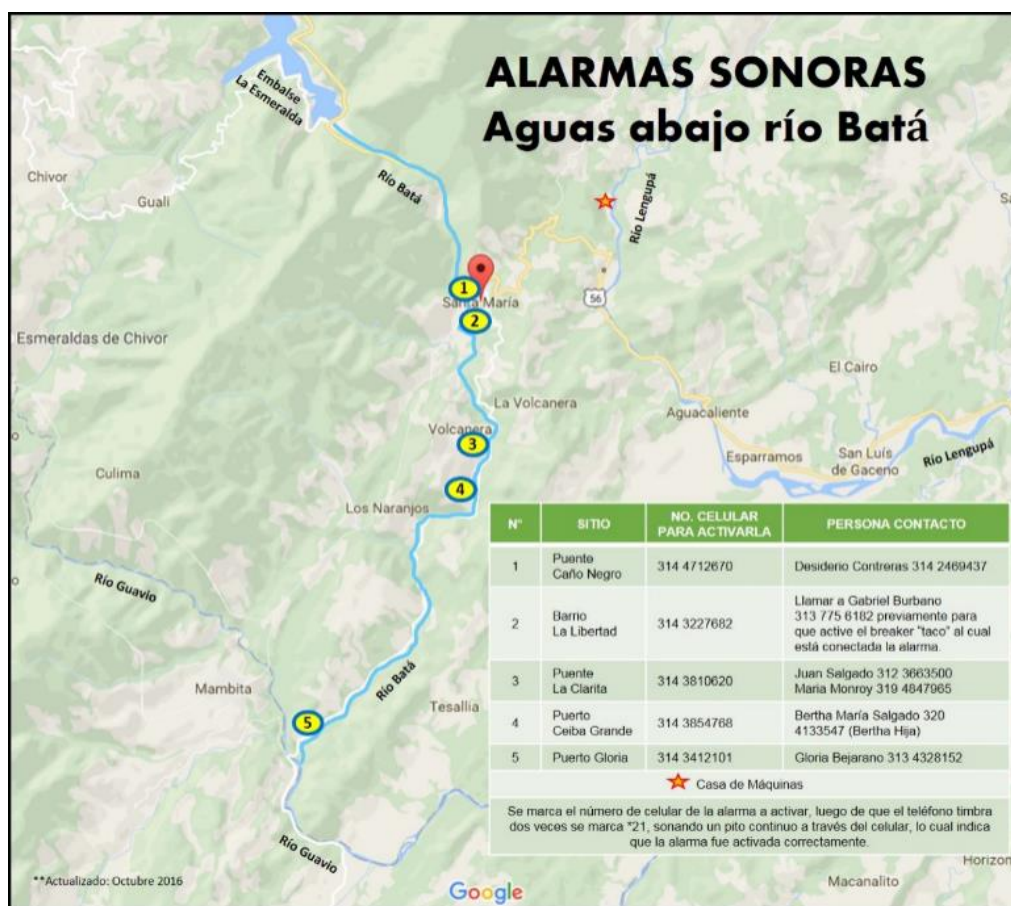 ALARMAS SONORAS
Aguas abajo río Batá
Embalse
La Esmeralda
Chivor
Gualí
Río Batá
Río Lengupá
1
Santa María
56
2
Esmeraldas de Chivor
El Cairo
La Volcanera
Aguacaliente
Volcanera
3
Esparramos
San Luís
de Gaceno
Río Lengupá
Culima
4
Los Naranjos
Río Guavio
Mambita
Río Batá
Tesallia
5
Río Guavio
N° SITIO NO. CELULAR PARA ACTIVARLA PERSONA CONTACTO
1 Puente Caño Negro 314 4712670 Desiderio Contreras 314 2469437
2 Barrio La Libertad 314 3227682 Llamar a Gabriel Burbano
313 775 6182 previamente para
que active el breaker "taco" al cual
está conectada la alarma.
3 Puente La Clarita 314 3810620 Juan Salgado 312 3663500
Maria Monroy 319 4847965
4 Puerto Ceiba Grande 314 3854768 Bertha María Salgado 320
4133547 (Bertha Hija)
5 Puerto Gloria 314 3412101 Gloria Bejarano 313 4328152
Casa de Máquinas
Se marca el número de celular de la alarma a activar, luego de que el teléfono timbra
dos veces se marca *21, sonando un pito continuo a través del celular, lo cual indica
que la alarma fue activada correctamente.
Horizon
Macanalito
**Actualizado: Octubre 2016
Google